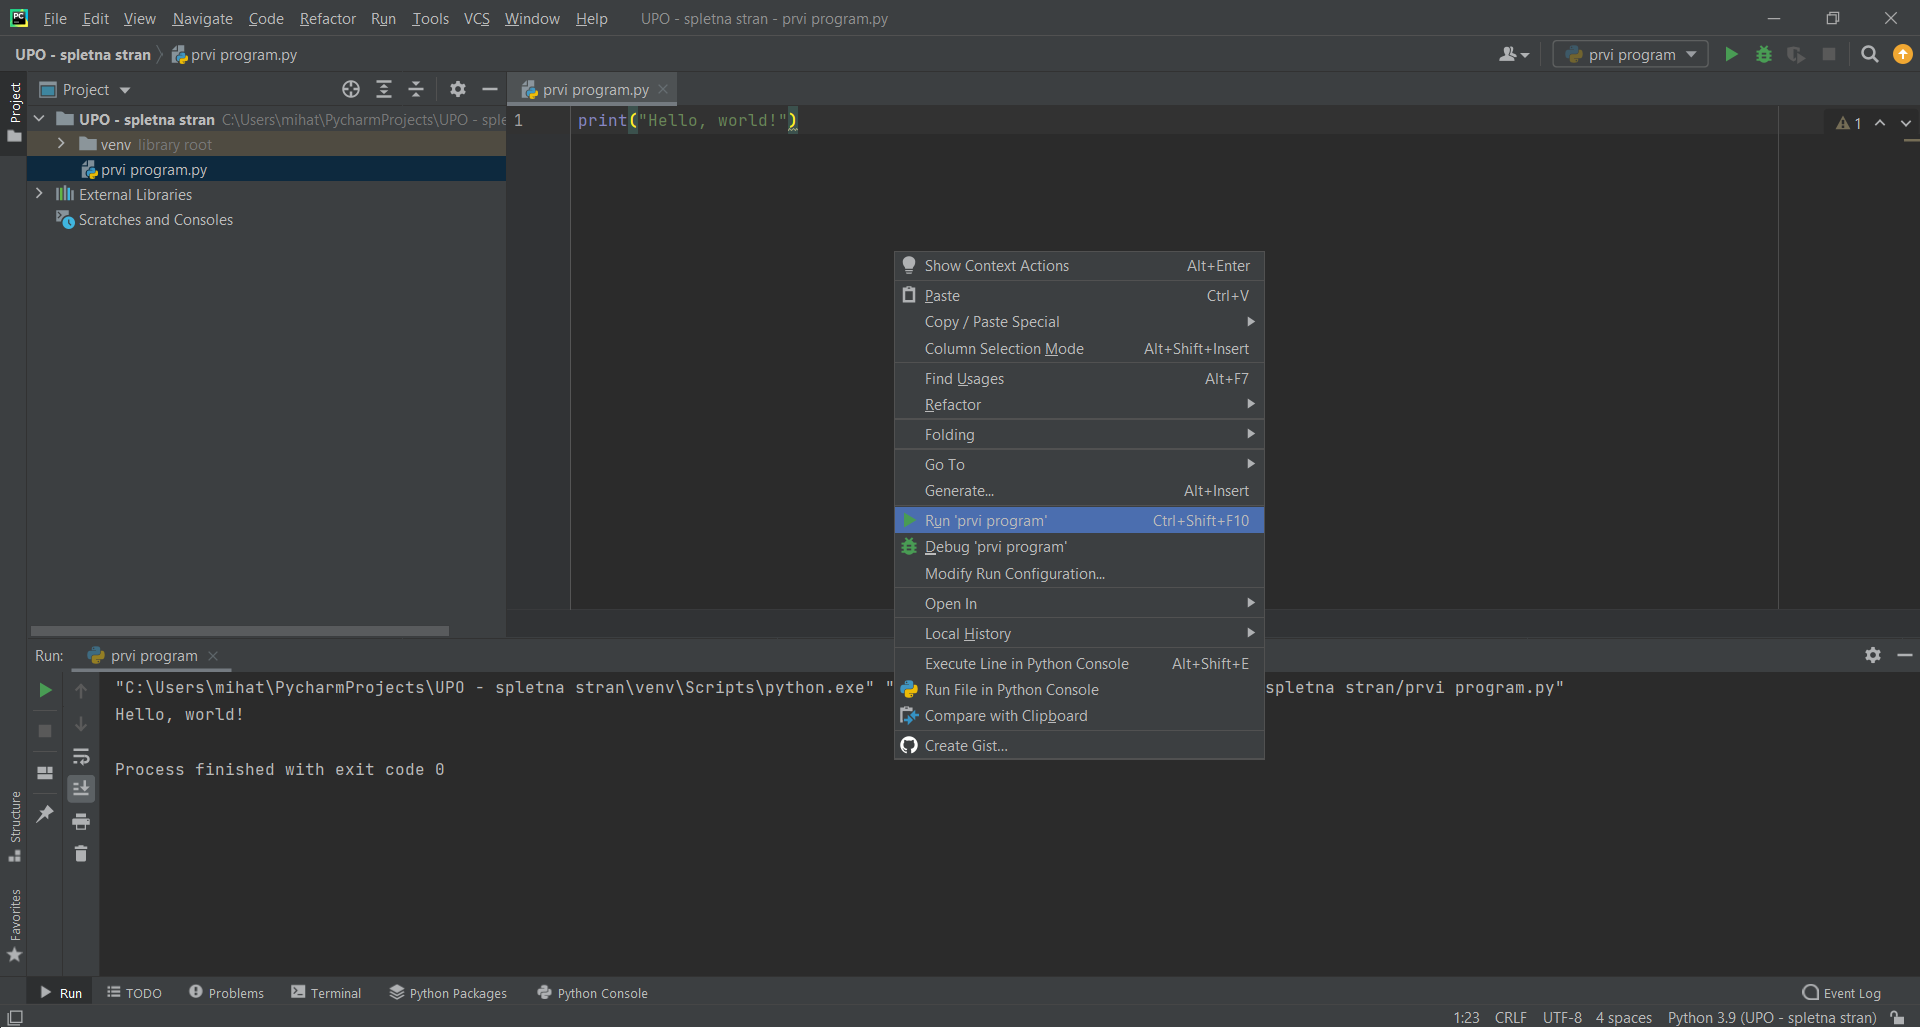 File Edit View Navigate Code Refactor Run Tools VCS Window Help UPO - spletna stran - prvi program.py
UPO - spletna stran prvi program.py
prvi program
Project
Project
prvi program.py
UPO - spletna stran C:\Users\mihat\PycharmProjects\UPO - sple
venv library root
prvi program.py
External Libraries
Scratches and Consoles
1 print("Hello, world!")
1
Show Context Actions Alt+Enter
Paste Ctrl+V
Copy / Paste Special
Column Selection Mode Alt+Shift+Insert
Find Usages Alt+F7
Refactor
Folding
Go To
Generate... Alt+Insert
Run 'prvi program' Ctrl+Shift+F10
Debug 'prvi program'
Modify Run Configuration...
Open In
Local History
Execute Line in Python Console Alt+Shift+E
Run File in Python Console
Compare with Clipboard
Create Gist...
Run: prvi program
"C:\Users\mihat\PycharmProjects\UPO - spletna stran\venv\Scripts\python.exe" " spletna stran/prvi program.py"
Hello, world!
Process finished with exit code 0
Structure
Favorites
Run TODO Problems Terminal Python Packages Python Console Event Log
1:23 CRLF UTF-8 4 spaces Python 3.9 (UPO - spletna stran)